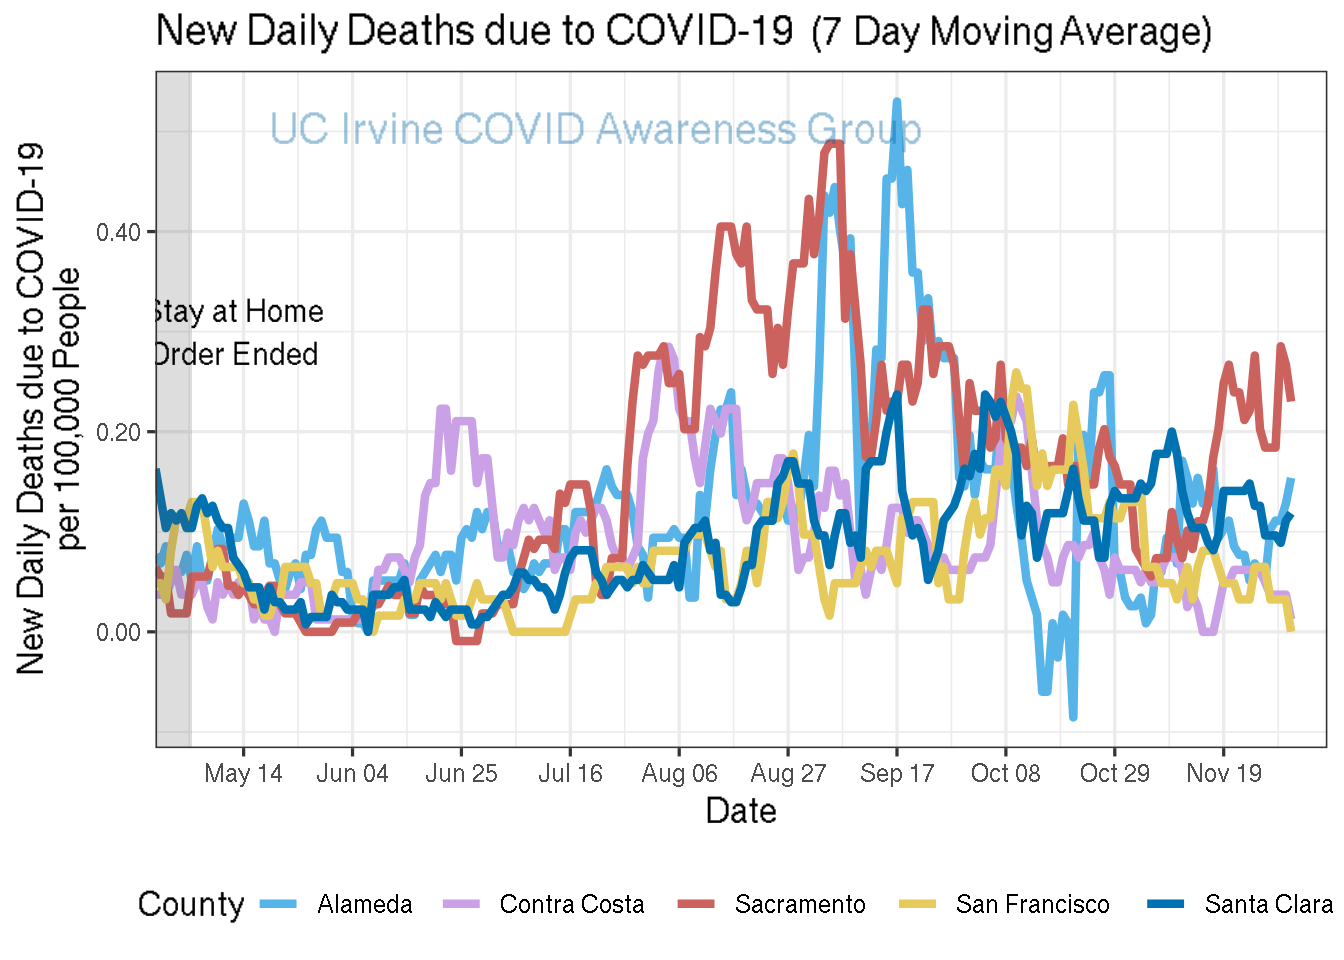 New Daily Deaths due to COVID-19 (7 Day Moving Average)
UC Irvine COVID Awareness Group
New Daily Deaths due to COVID-19
per 100,000 People
0.40
0.20
0.00
Stay at Home
Order Ended
May 14 Jun 04 Jun 25 Jul 16 Aug 06 Aug 27 Sep 17 Oct 08 Oct 29 Nov 19
Date
County Alameda Contra Costa Sacramento San Francisco Santa Clara